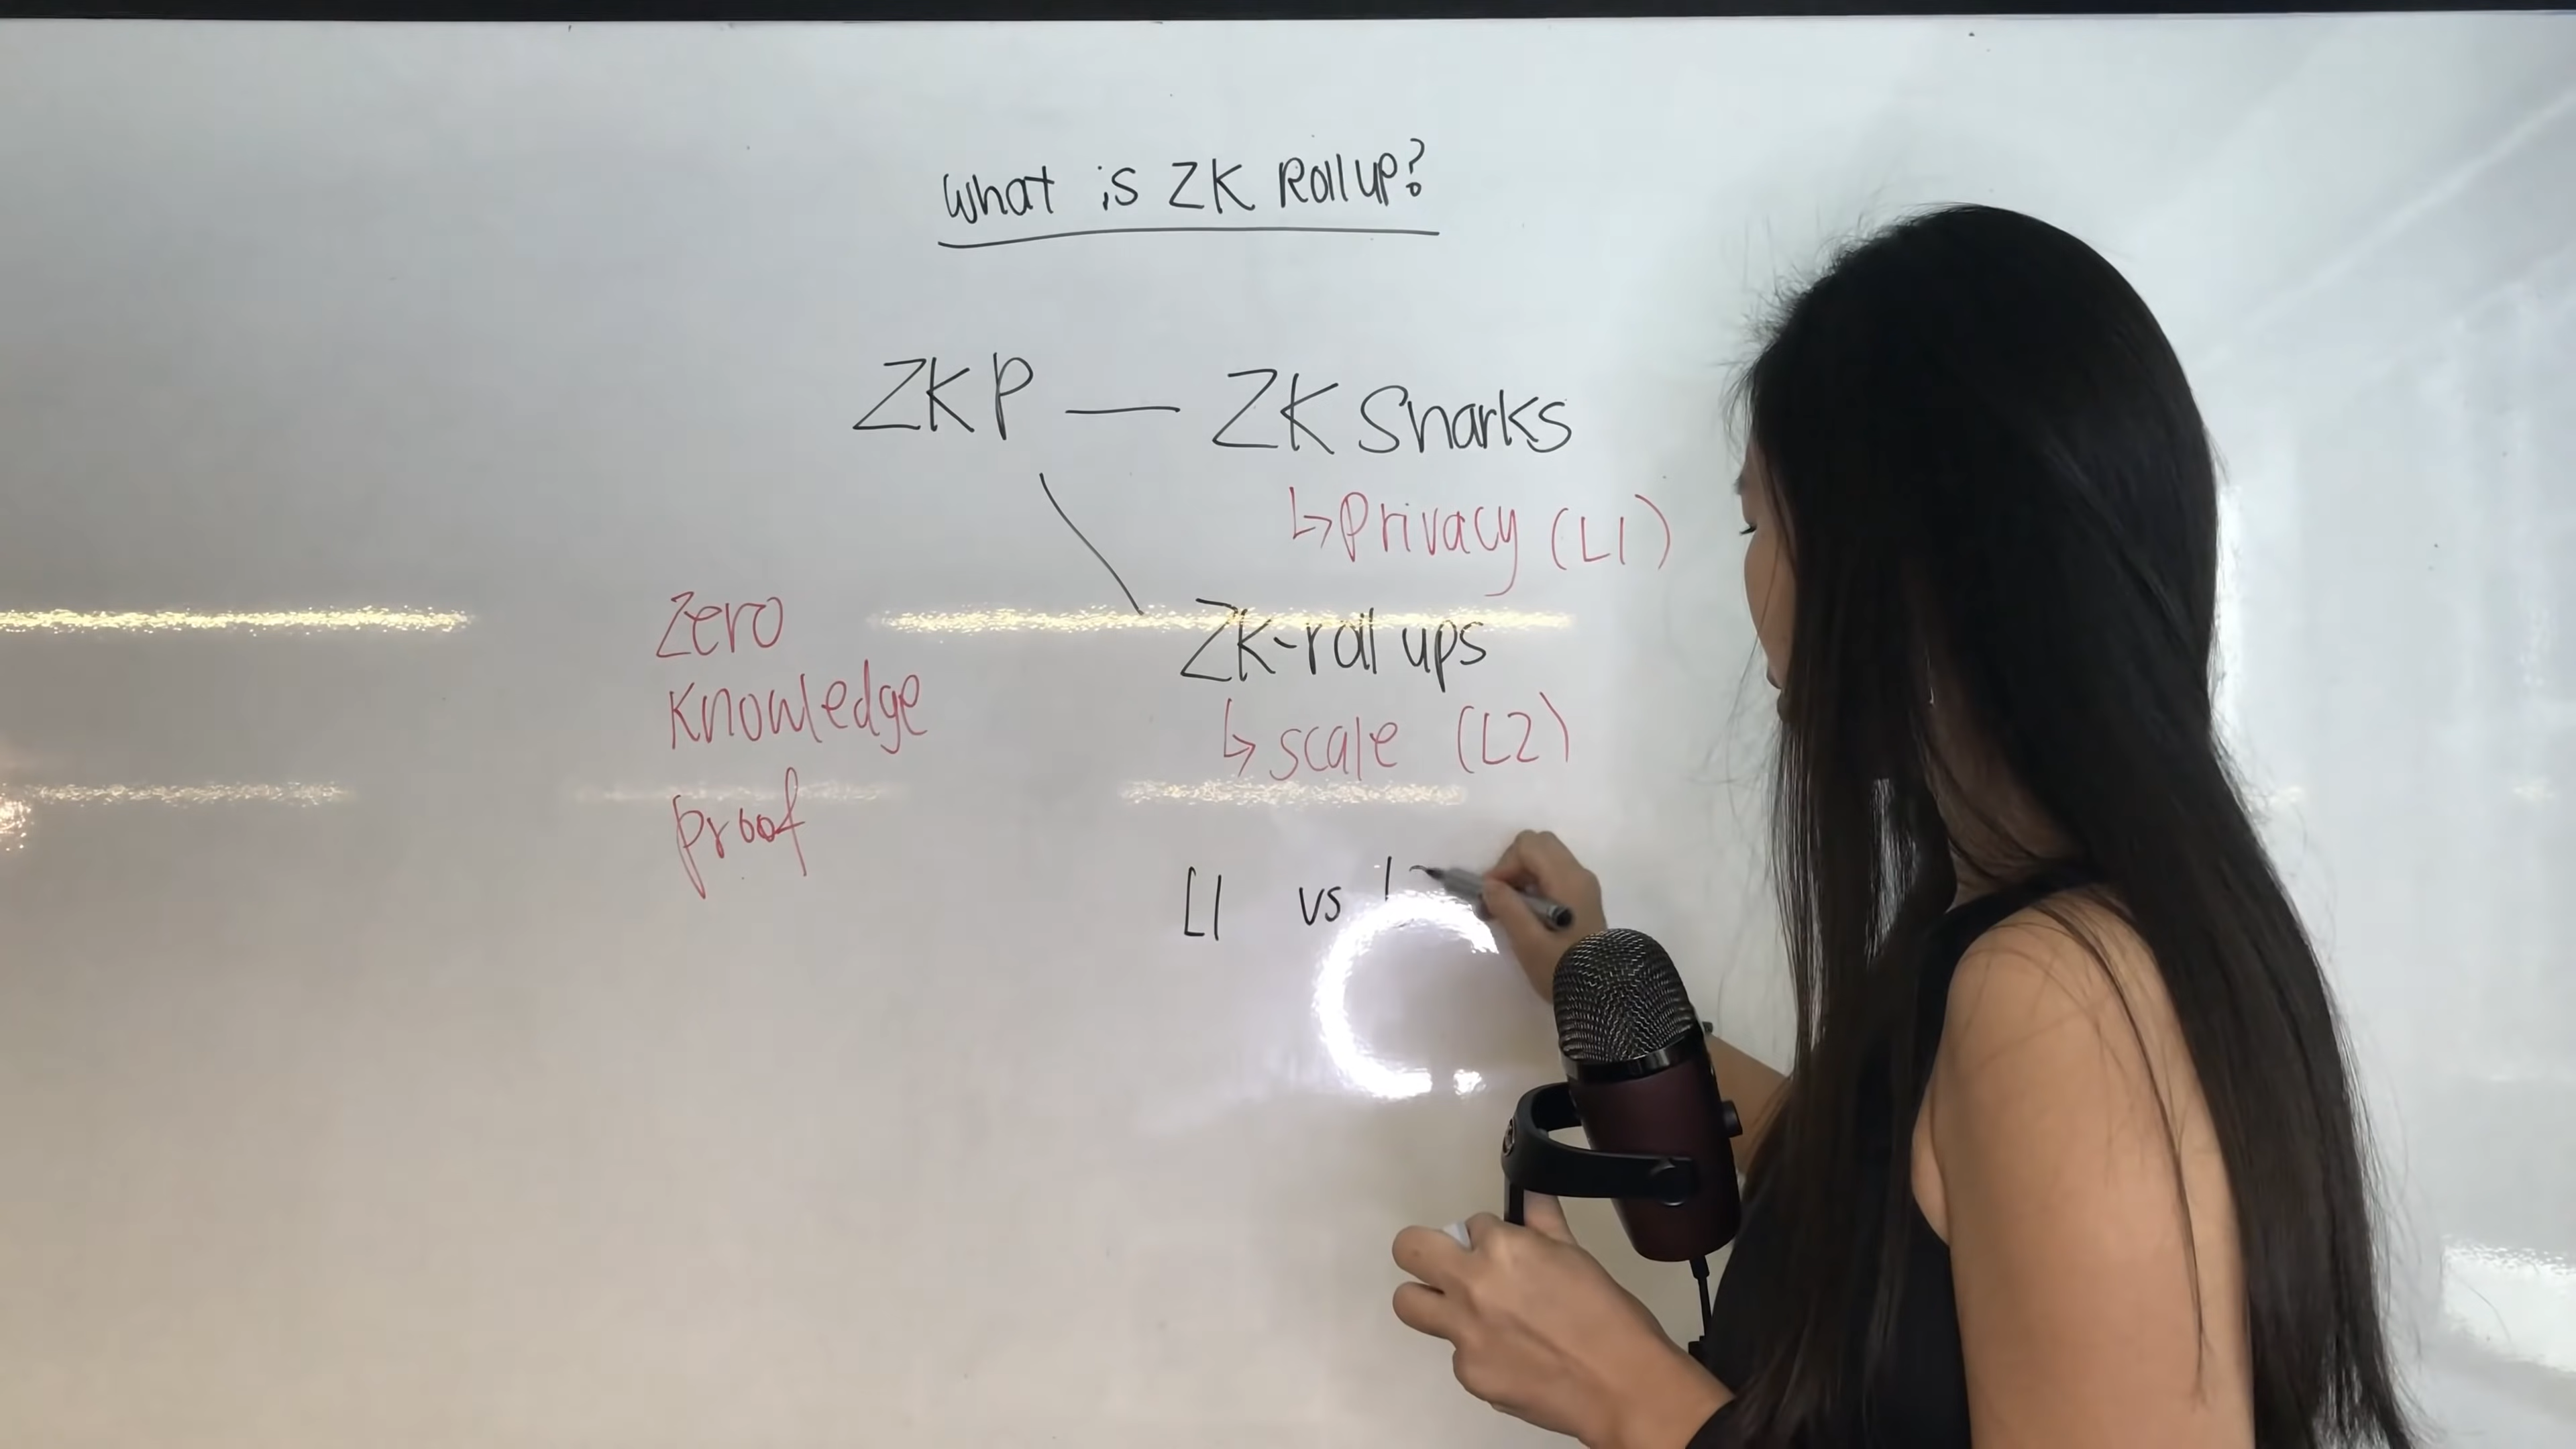 What is ZK Rollup?
ZKP — ZK Snarks
↳ Privacy (L1)
Zero
Knowledge
proof
ZK-roll ups
↳ scale (L2)
L1 vs